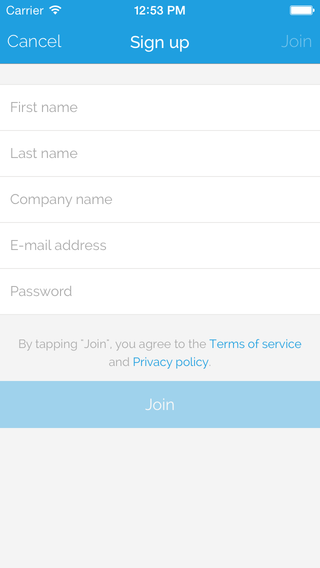 Carrier 12:53 PM
Cancel Sign up Join
First name
Last name
Company name
E-mail address
Password
By tapping "Join", you agree to the Terms of service
and Privacy policy.
Join